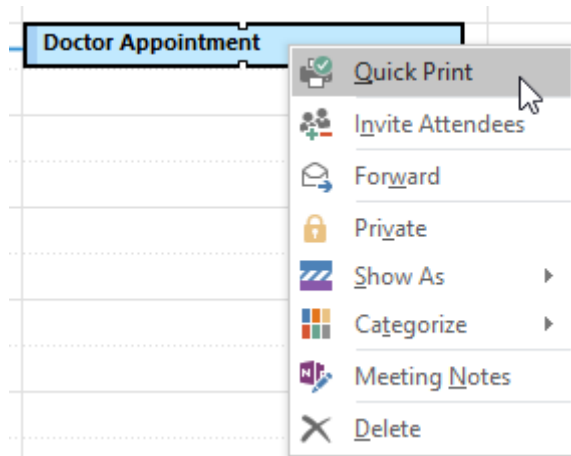 Doctor Appointment
Quick Print
Invite Attendees
Forward
Private
Show As
Categorize
Meeting Notes
Delete